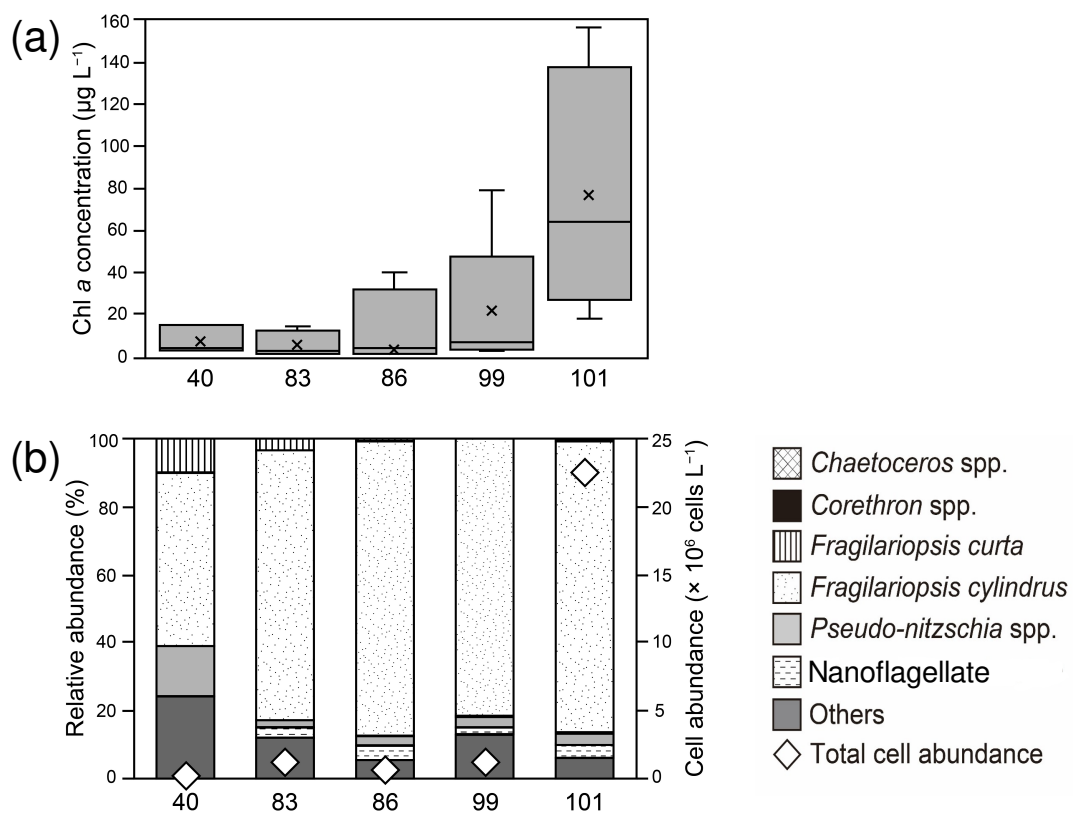 (a)
Chl a concentration (µg L⁻¹)
160
140
120
100
80
60
40
20
0
40 83 86 99 101
(b)
Relative abundance (%)
100
80
60
40
20
0
25
20
15
10
5
0
Cell abundance (× 10⁶ cells L⁻¹)
40 83 86 99 101
Chaetoceros spp.
Corethron spp.
Fragilariopsis curta
Fragilariopsis cylindrus
Pseudo-nitzschia spp.
Nanoflagellate
Others
Total cell abundance